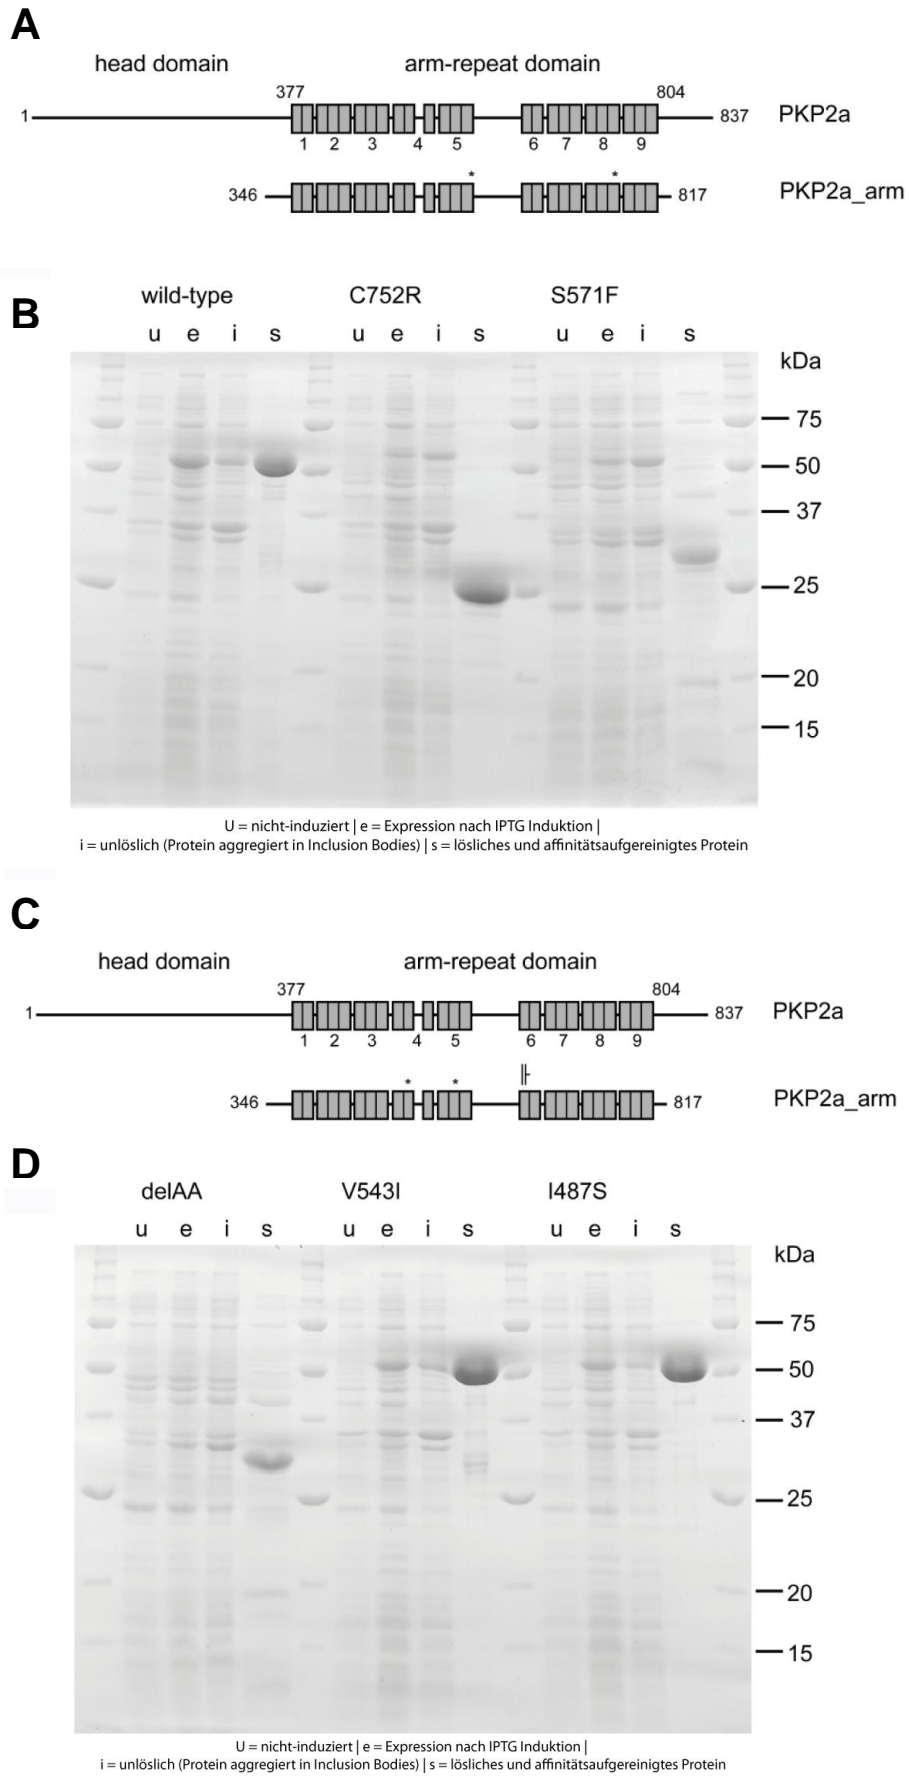 A
head domain arm-repeat domain
377 804
1 837 PKP2a
1 2 3 4 5 6 7 8 9
* *
346 817 PKP2a_arm
B
wild-type C752R S571F
u e i s u e i s u e i s
kDa
75
50
37
25
20
15
U = nicht-induziert | e = Expression nach IPTG Induktion |
i = unlöslich (Protein aggregiert in Inclusion Bodies) | s = lösliches und affinitätsaufgereinigtes Protein
C
head domain arm-repeat domain
377 804
1 837 PKP2a
1 2 3 4 5 6 7 8 9
* *
346 817 PKP2a_arm
D
delAA V543I I487S
u e i s u e i s u e i s
kDa
75
50
37
25
20
15
U = nicht-induziert | e = Expression nach IPTG Induktion |
i = unlöslich (Protein aggregiert in Inclusion Bodies) | s = lösliches und affinitätsaufgereinigtes Protein